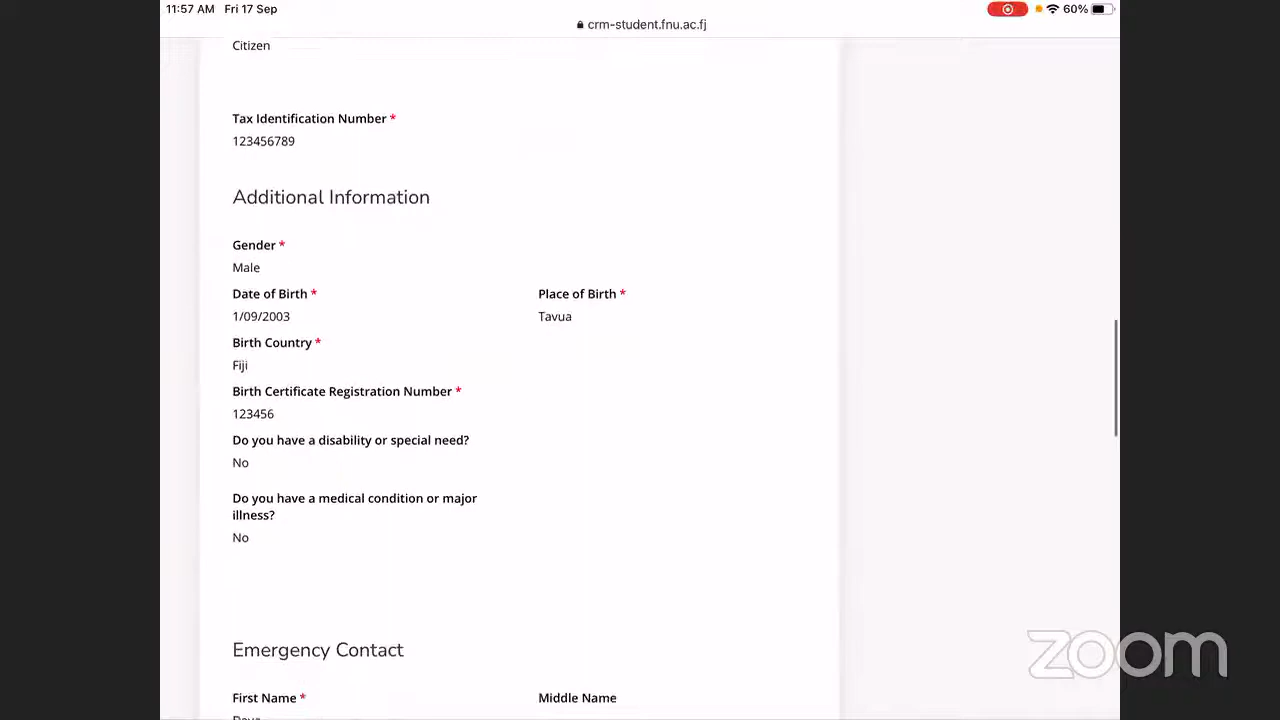 11:57 AM Fri 17 Sep
60%
crm-student.fnu.ac.fj
Citizen
Tax Identification Number *
123456789
Additional Information
Gender *
Male
Date of Birth * Place of Birth *
1/09/2003 Tavua
Birth Country *
Fiji
Birth Certificate Registration Number *
123456
Do you have a disability or special need?
No
Do you have a medical condition or major
illness?
No
Emergency Contact
First Name * Middle Name
zoom